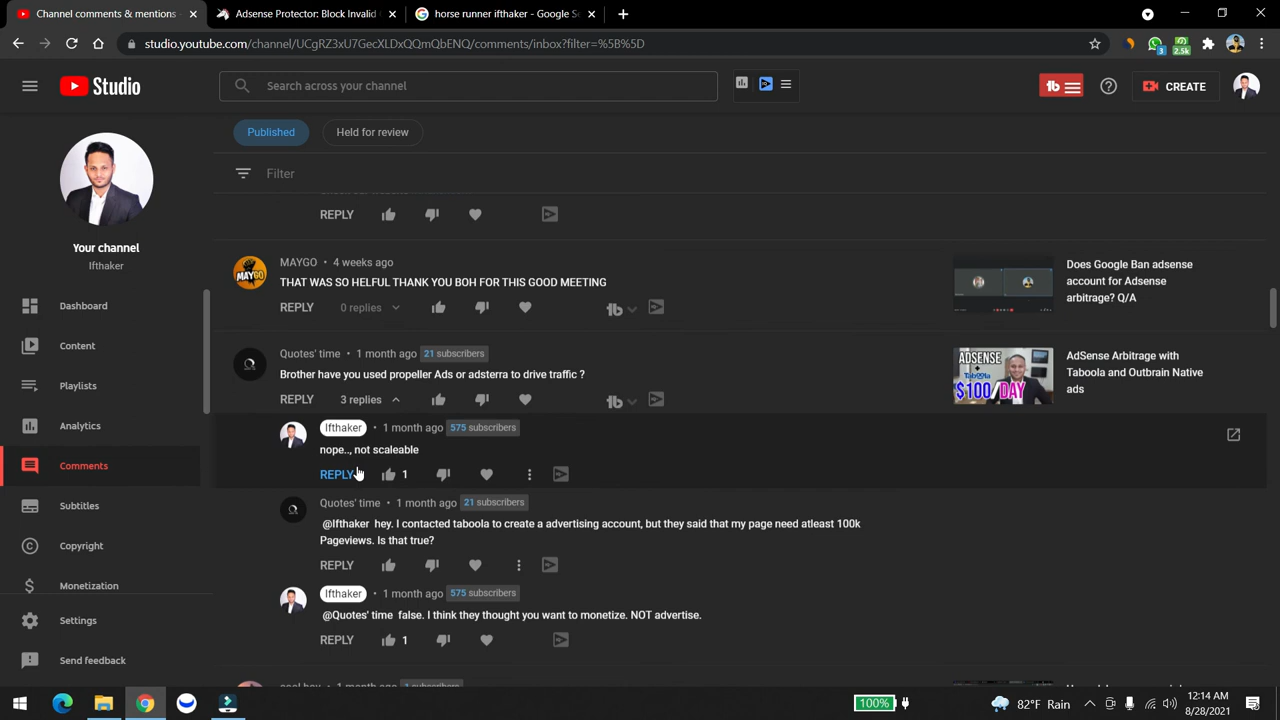 Channel comments & mentions
Adsense Protector: Block Invalid
horse runner ifthaker - Google Se
studio.youtube.com/channel/UCgRZ3xU7GecXLDxQQmQbENQ/comments/inbox?filter=%5B%5D
3
2.5k
Studio
Search across your channel
tb
CREATE
Published
Held for review
Filter
REPLY
Your channel
Ifthaker
Dashboard
Content
Playlists
Analytics
Comments
Subtitles
Copyright
Monetization
Settings
Send feedback
MAYGO
MAYGO • 4 weeks ago
THAT WAS SO HELFUL THANK YOU BOH FOR THIS GOOD MEETING
REPLY 0 replies tb
Does Google Ban adsense
account for Adsense
arbitrage? Q/A
Quotes' time • 1 month ago 21 subscribers
Brother have you used propeller Ads or adsterra to drive traffic ?
REPLY 3 replies tb
ADSENSE
Taboola
$100/DAY
AdSense Arbitrage with
Taboola and Outbrain Native
ads
Ifthaker • 1 month ago 575 subscribers
nope.., not scaleable
REPLY 1
Quotes' time • 1 month ago 21 subscribers
@Ifthaker hey. I contacted taboola to create a advertising account, but they said that my page need atleast 100k
Pageviews. Is that true?
REPLY
Ifthaker • 1 month ago 575 subscribers
@Quotes' time false. I think they thought you want to monetize. NOT advertise.
REPLY 1
100%
82°F Rain
12:14 AM
8/28/2021